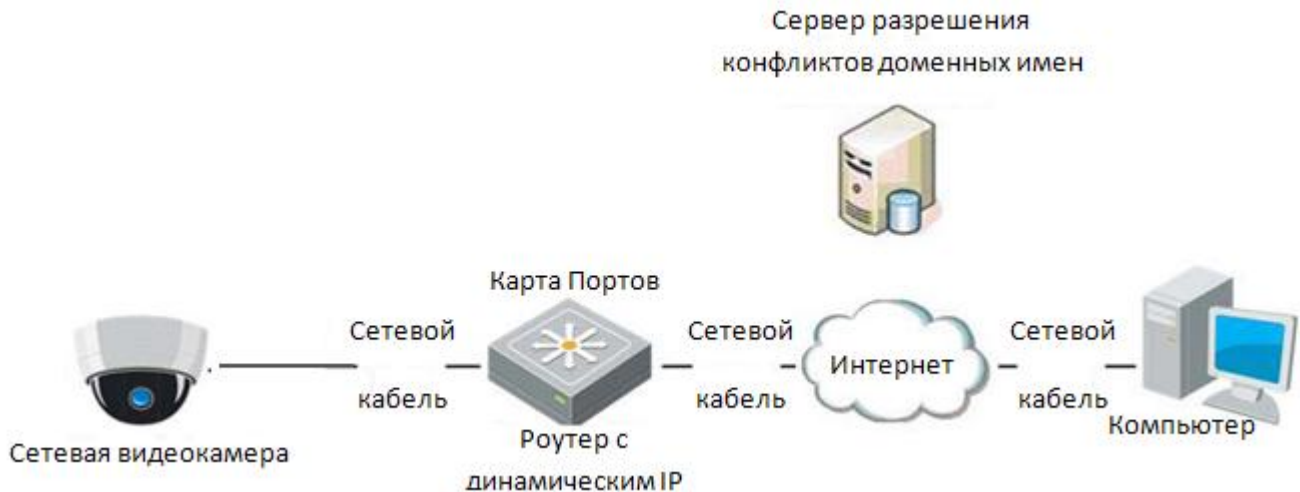 Сервер разрешения
конфликтов доменных имен
Карта Портов
Сетевой
кабель
Сетевой
кабель
Интернет
Сетевой
кабель
Компьютер
Сетевая видеокамера
Роутер с
динамическим IP